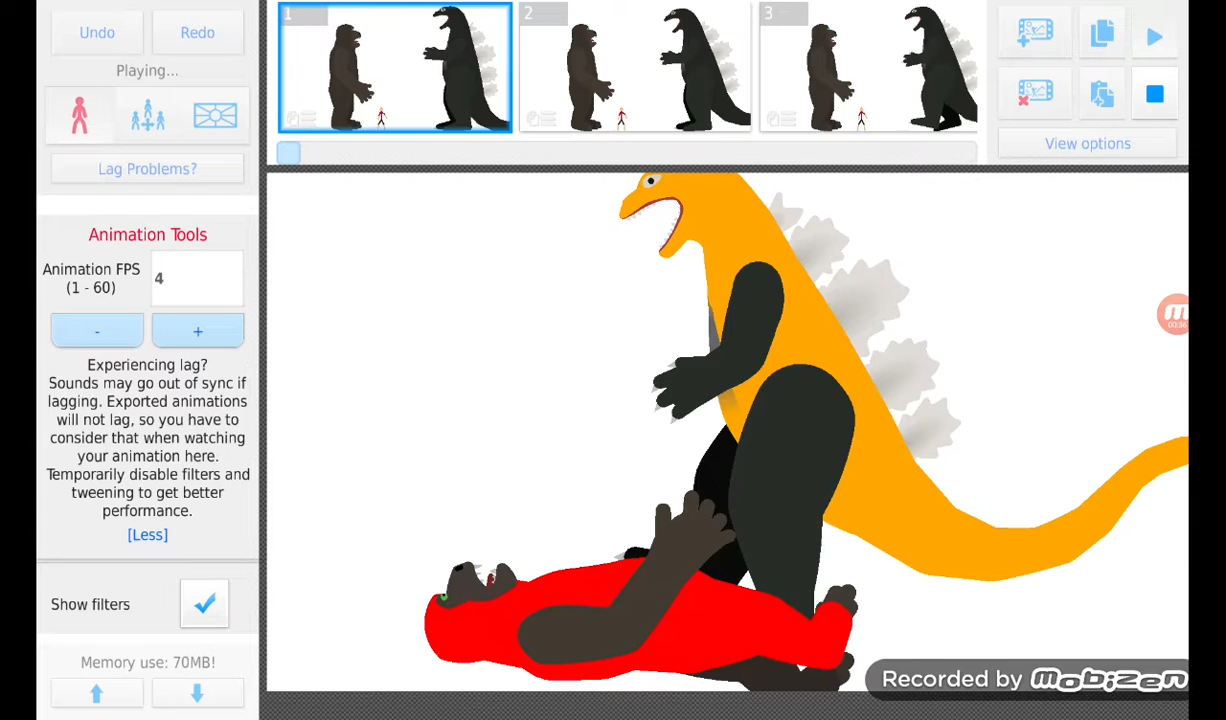 Undo Redo
Playing...
Lag Problems?
Animation Tools
Animation FPS
(1 - 60)
4
- +
Experiencing lag?
Sounds may go out of sync if
lagging. Exported animations
will not lag, so you have to
consider that when watching
your animation here.
Temporarily disable filters and
tweening to get better
performance.
[Less]
Show filters
Memory use: 70MB!
1 2 3
View options
00:36
Recorded by mobizen